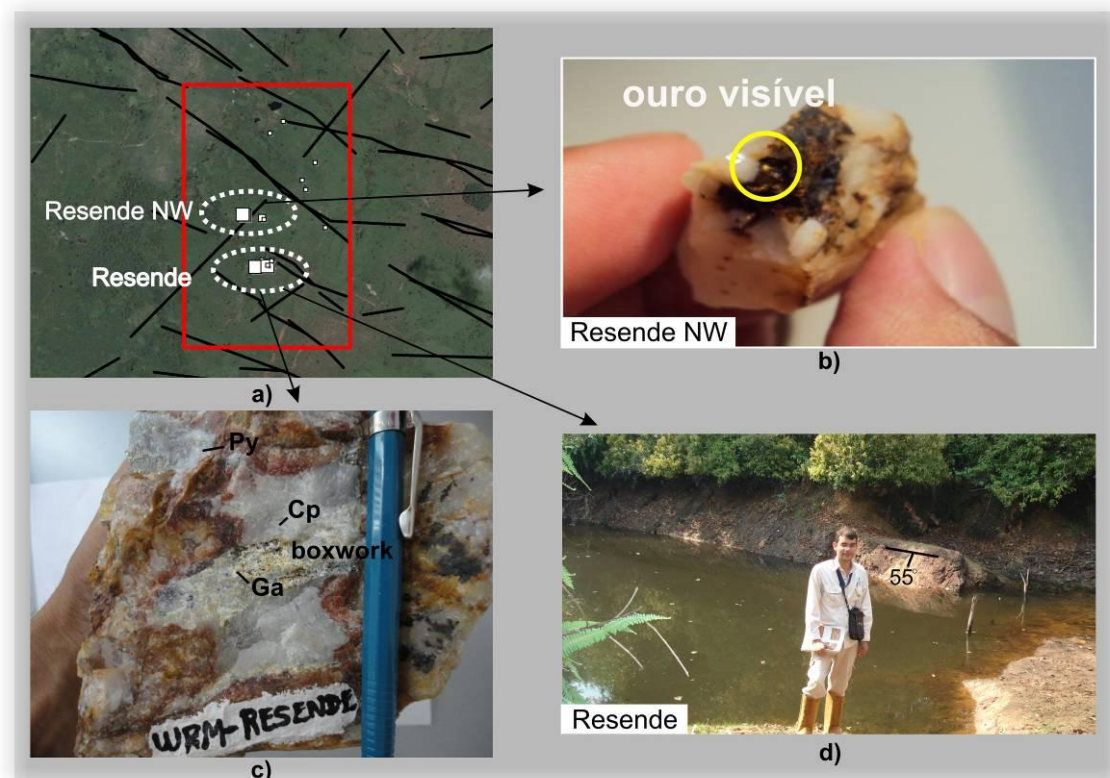 Resende NW
Resende
a)
ouro visível
Resende NW
b)
Py
Cp
boxwork
Ga
WRM-RESENDE
c)
55°
Resende
d)